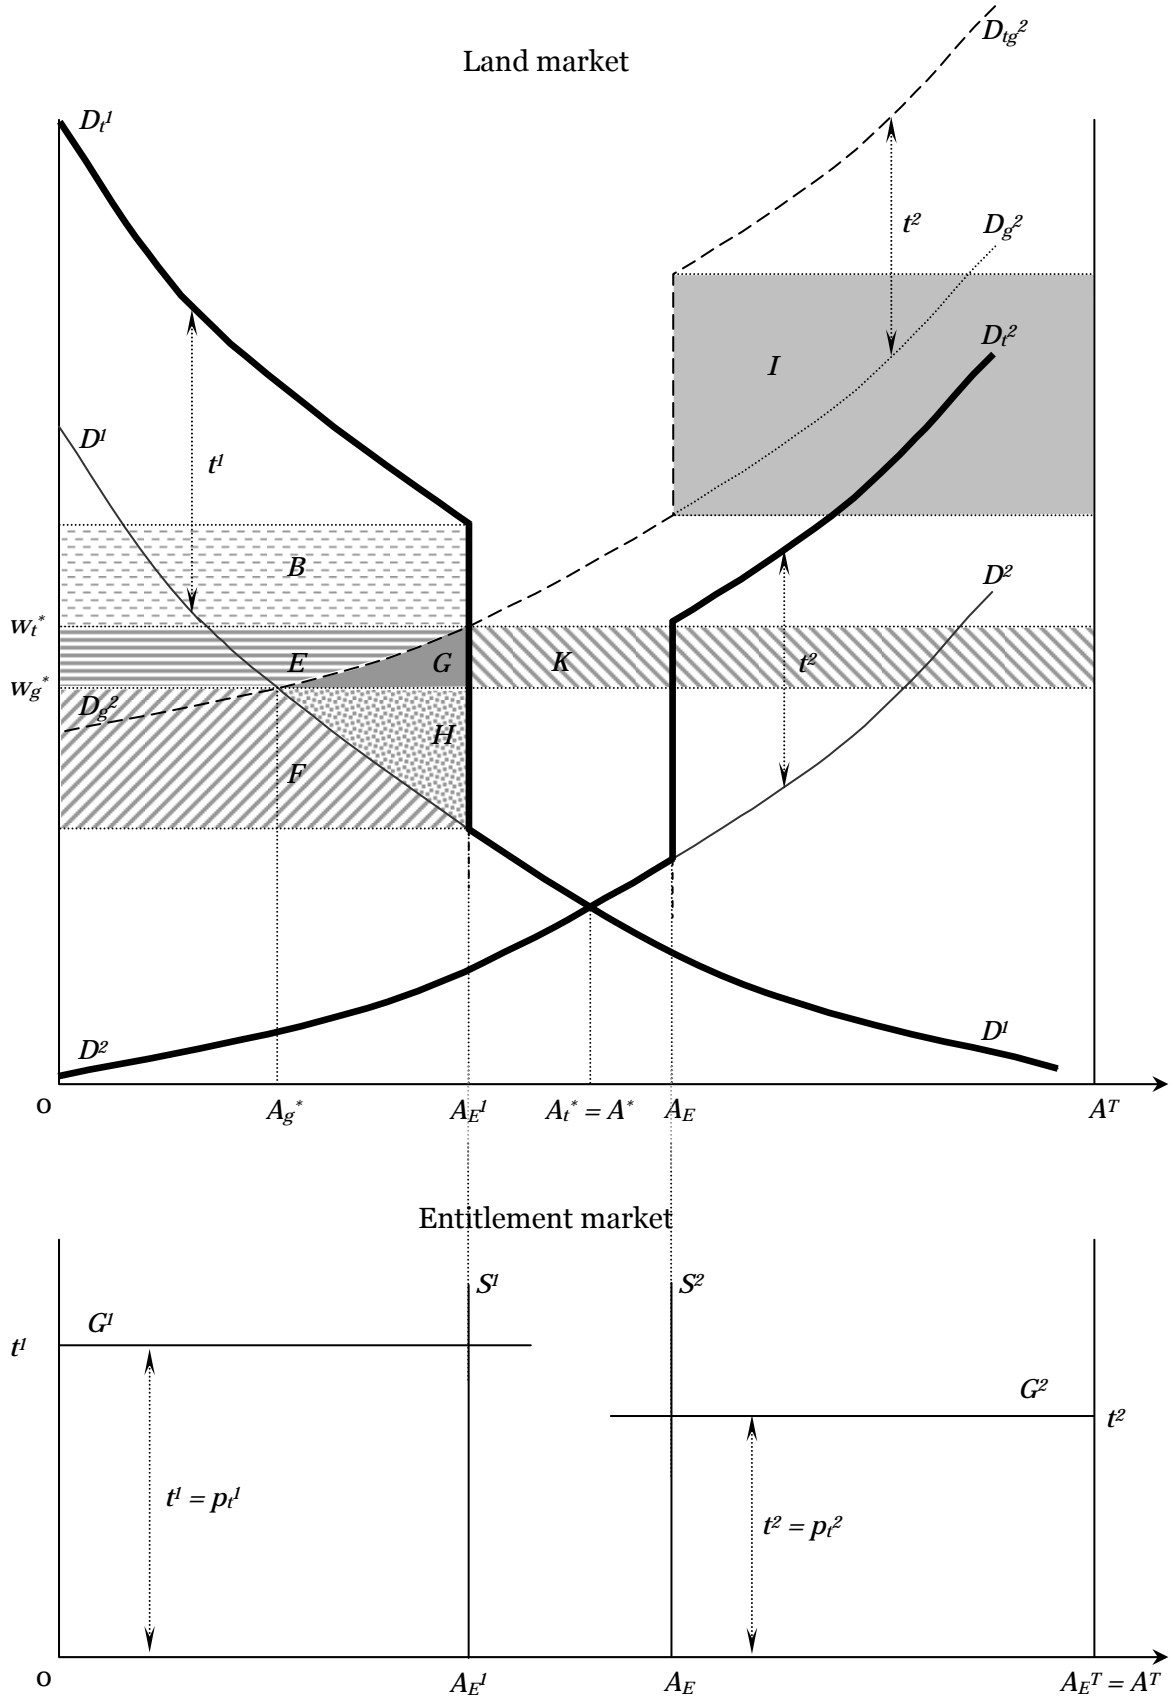 D_tg^2
Land market
D_t^1
t^2
D_g^2
D_t^2
I
D^1
t^1
B
D^2
w_t^*
E
G
K
t^2
w_g^*
D_g^2
H
F
D^1
D^2
0
A_g^*
A_E^1
A_t^* = A^*
A_E
A^T
Entitlement market
S^1
S^2
G^1
t^1
G^2
t^2
t^1 = p_t^1
t^2 = p_t^2
0
A_E^1
A_E
A_E^T = A^T